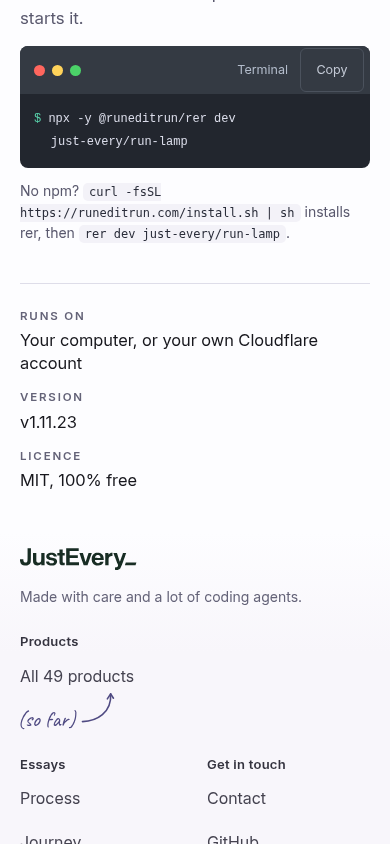 starts it.
Terminal
Copy
$ npx -y @runeditrun/rer dev
just-every/run-lamp
No npm? curl -fsSL
https://runeditrun.com/install.sh | sh installs
rer, then rer dev just-every/run-lamp.
RUNS ON
Your computer, or your own Cloudflare
account
VERSION
v1.11.23
LICENCE
MIT, 100% free
JustEvery_
Made with care and a lot of coding agents.
Products
All 49 products
(so far)
Essays
Get in touch
Process
Contact
Journey
GitHub